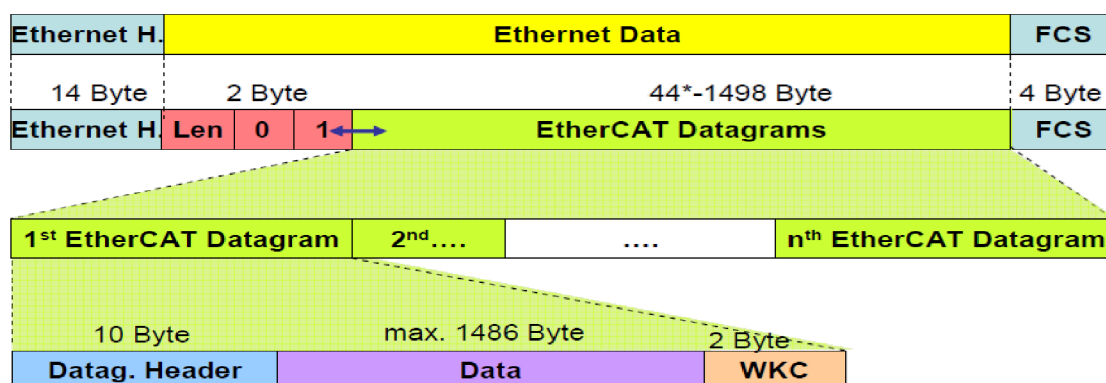 Ethernet H. Ethernet Data FCS
14 Byte 2 Byte 44*-1498 Byte 4 Byte
Ethernet H. Len 0 1 EtherCAT Datagrams FCS
1st EtherCAT Datagram 2nd.... .... nth EtherCAT Datagram
10 Byte max. 1486 Byte 2 Byte
Datag. Header Data WKC